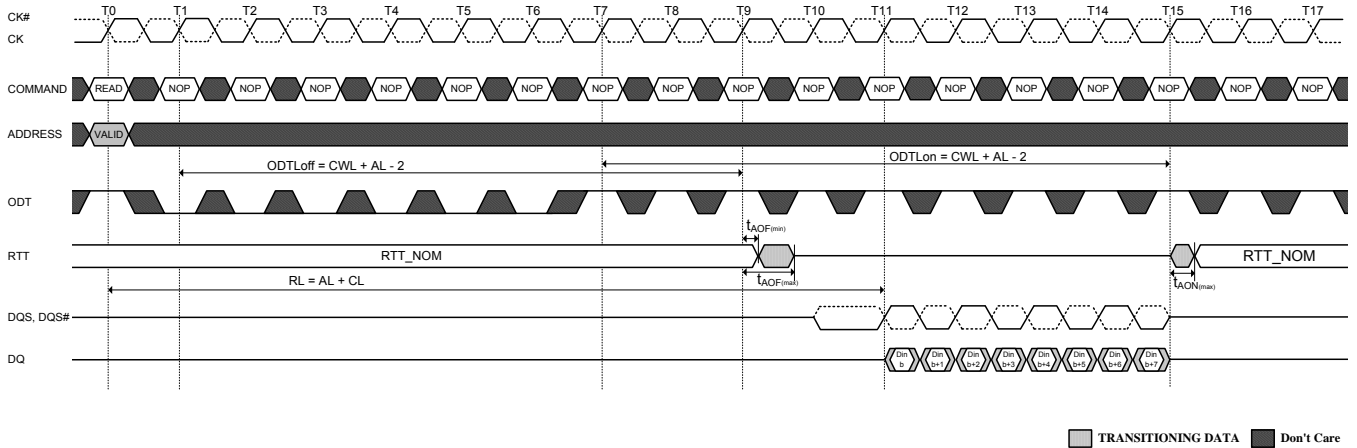 T0 T1 T2 T3 T4 T5 T6 T7 T8 T9 T10 T11 T12 T13 T14 T15 T16 T17
CK#
CK
COMMAND READ NOP NOP NOP NOP NOP NOP NOP NOP NOP NOP NOP NOP NOP NOP NOP NOP NOP
ADDRESS VALID
ODTLoff = CWL + AL - 2 ODTLon = CWL + AL - 2
ODT
tAOF(min)
RTT RTT_NOM RTT_NOM
RL = AL + CL tAOF(max) tAON(max)
DQS, DQS#
DQ Din b Din b+1 Din b+2 Din b+3 Din b+4 Din b+5 Din b+6 Din b+7
TRANSITIONING DATA Don't Care